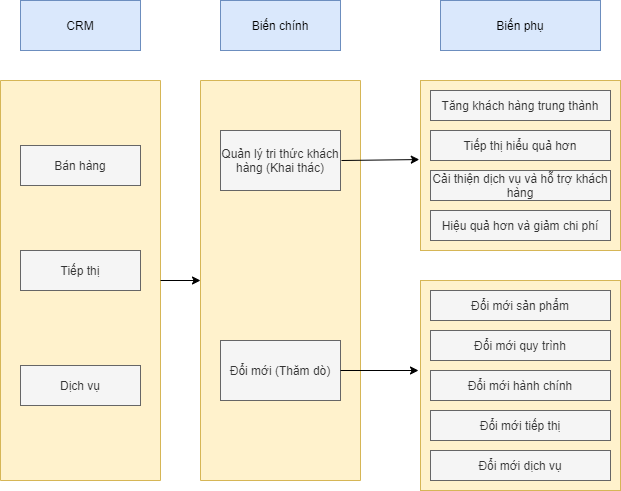 CRM
Biến chính
Biến phụ
Bán hàng
Tiếp thị
Dịch vụ
Quản lý tri thức khách
hàng (Khai thác)
Đổi mới (Thăm dò)
Tăng khách hàng trung thành
Tiếp thị hiểu quả hơn
Cải thiện dịch vụ và hỗ trợ khách
hàng
Hiệu quả hơn và giảm chi phí
Đổi mới sản phẩm
Đổi mới quy trình
Đổi mới hành chính
Đổi mới tiếp thị
Đổi mới dịch vụ